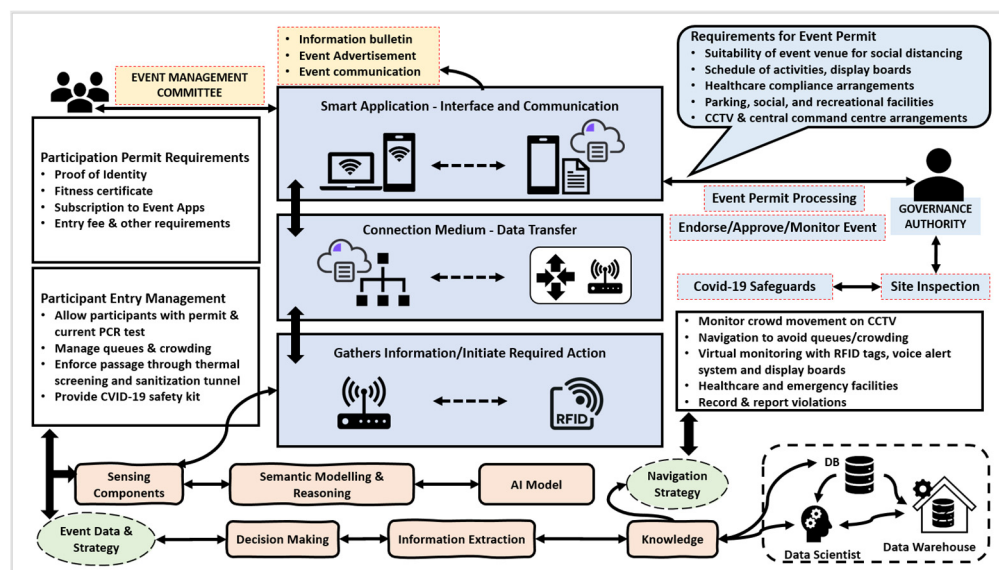 • Information bulletin
• Event Advertisement
• Event communication
EVENT MANAGEMENT
COMMITTEE
Requirements for Event Permit
• Suitability of event venue for social distancing
• Schedule of activities, display boards
• Healthcare compliance arrangements
• Parking, social, and recreational facilities
• CCTV & central command centre arrangements
Smart Application - Interface and Communication
Participation Permit Requirements
• Proof of Identity
• Fitness certificate
• Subscription to Event Apps
• Entry fee & other requirements
Event Permit Processing
Endorse/Approve/Monitor Event
GOVERNANCE
AUTHORITY
Connection Medium - Data Transfer
Participant Entry Management
• Allow participants with permit &
current PCR test
• Manage queues & crowding
• Enforce passage through thermal
screening and sanitization tunnel
• Provide CVID-19 safety kit
Covid-19 Safeguards
Site Inspection
Gathers Information/Initiate Required Action
RFID
• Monitor crowd movement on CCTV
• Navigation to avoid queues/crowding
• Virtual monitoring with RFID tags, voice alert
system and display boards
• Healthcare and emergency facilities
• Record & report violations
Sensing
Components
Semantic Modelling &
Reasoning
AI Model
Navigation
Strategy
Event Data &
Strategy
Decision Making
Information Extraction
Knowledge
DB
Data Scientist
Data Warehouse